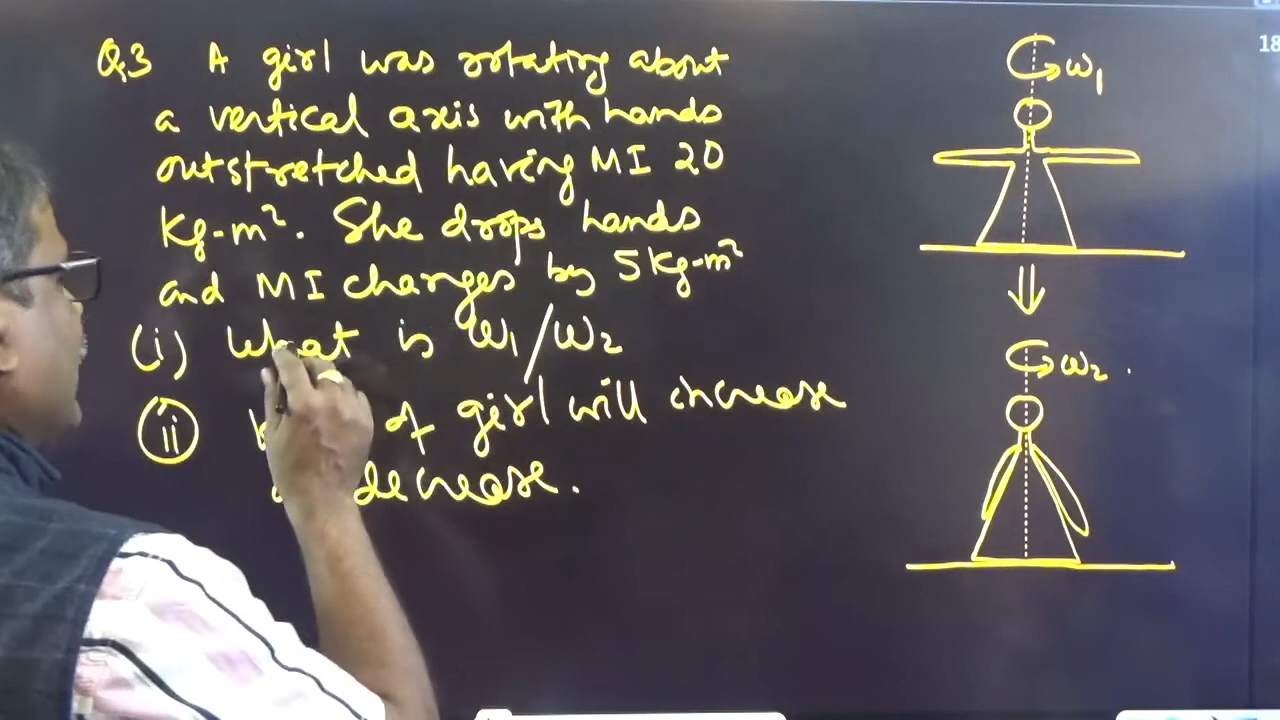 Q.3 A girl was rotating about
a vertical axis with hands
outstretched having MI 20
Kg-m². She drops hands
and MI changes by 5 Kg-m²
(i) What is ω₁/ω₂
(ii) of girl will increase
decrease.
ω₁
ω₂.
18